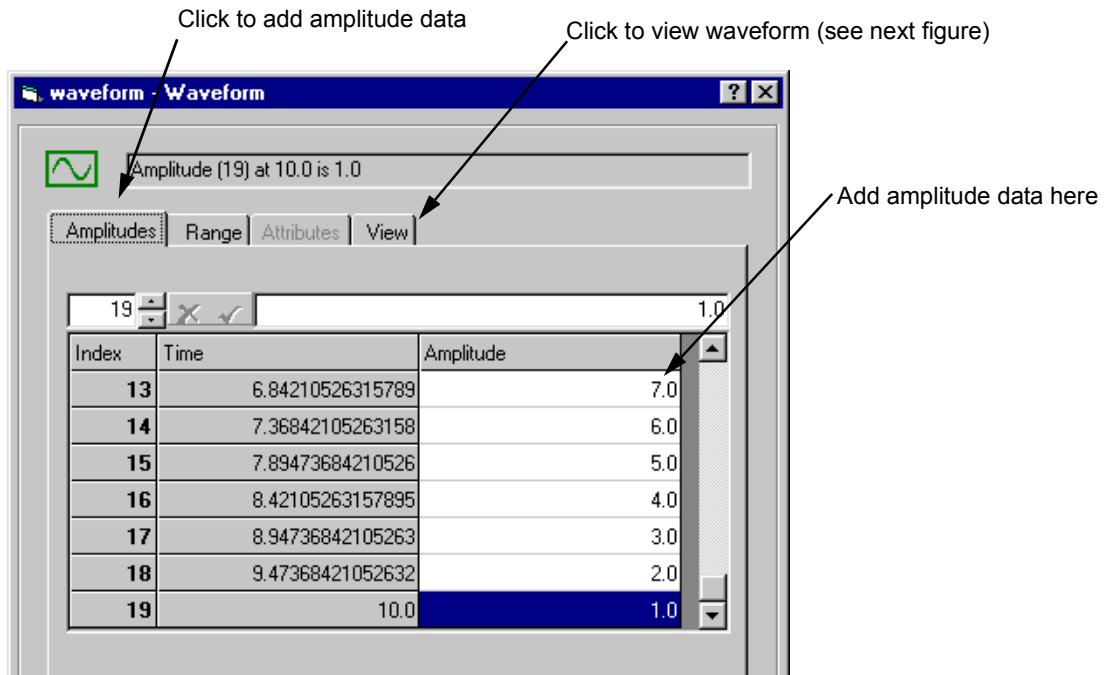 Click to add amplitude data
Click to view waveform (see next figure)
waveform - Waveform
Amplitude (19) at 10.0 is 1.0
Add amplitude data here
Amplitudes Range Attributes View
19 1.0
Index Time Amplitude
13 6.84210526315789 7.0
14 7.36842105263158 6.0
15 7.89473684210526 5.0
16 8.42105263157895 4.0
17 8.94736842105263 3.0
18 9.47368421052632 2.0
19 10.0 1.0